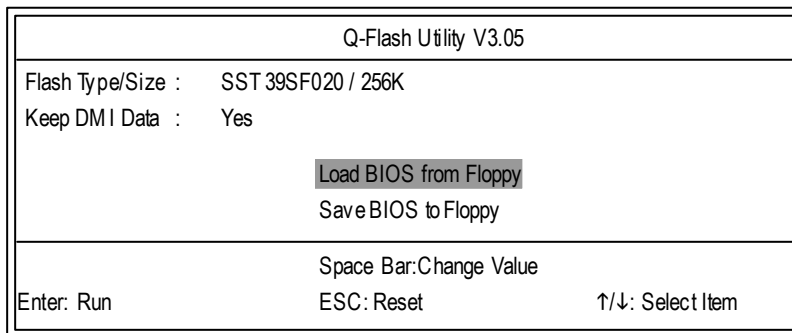 Q-Flash Utility V3.05
Flash Type/Size : SST 39SF020 / 256K
Keep DMI Data : Yes
Load BIOS from Floppy
Save BIOS to Floppy
Space Bar:Change Value
Enter: Run ESC: Reset ↑/↓: Select Item